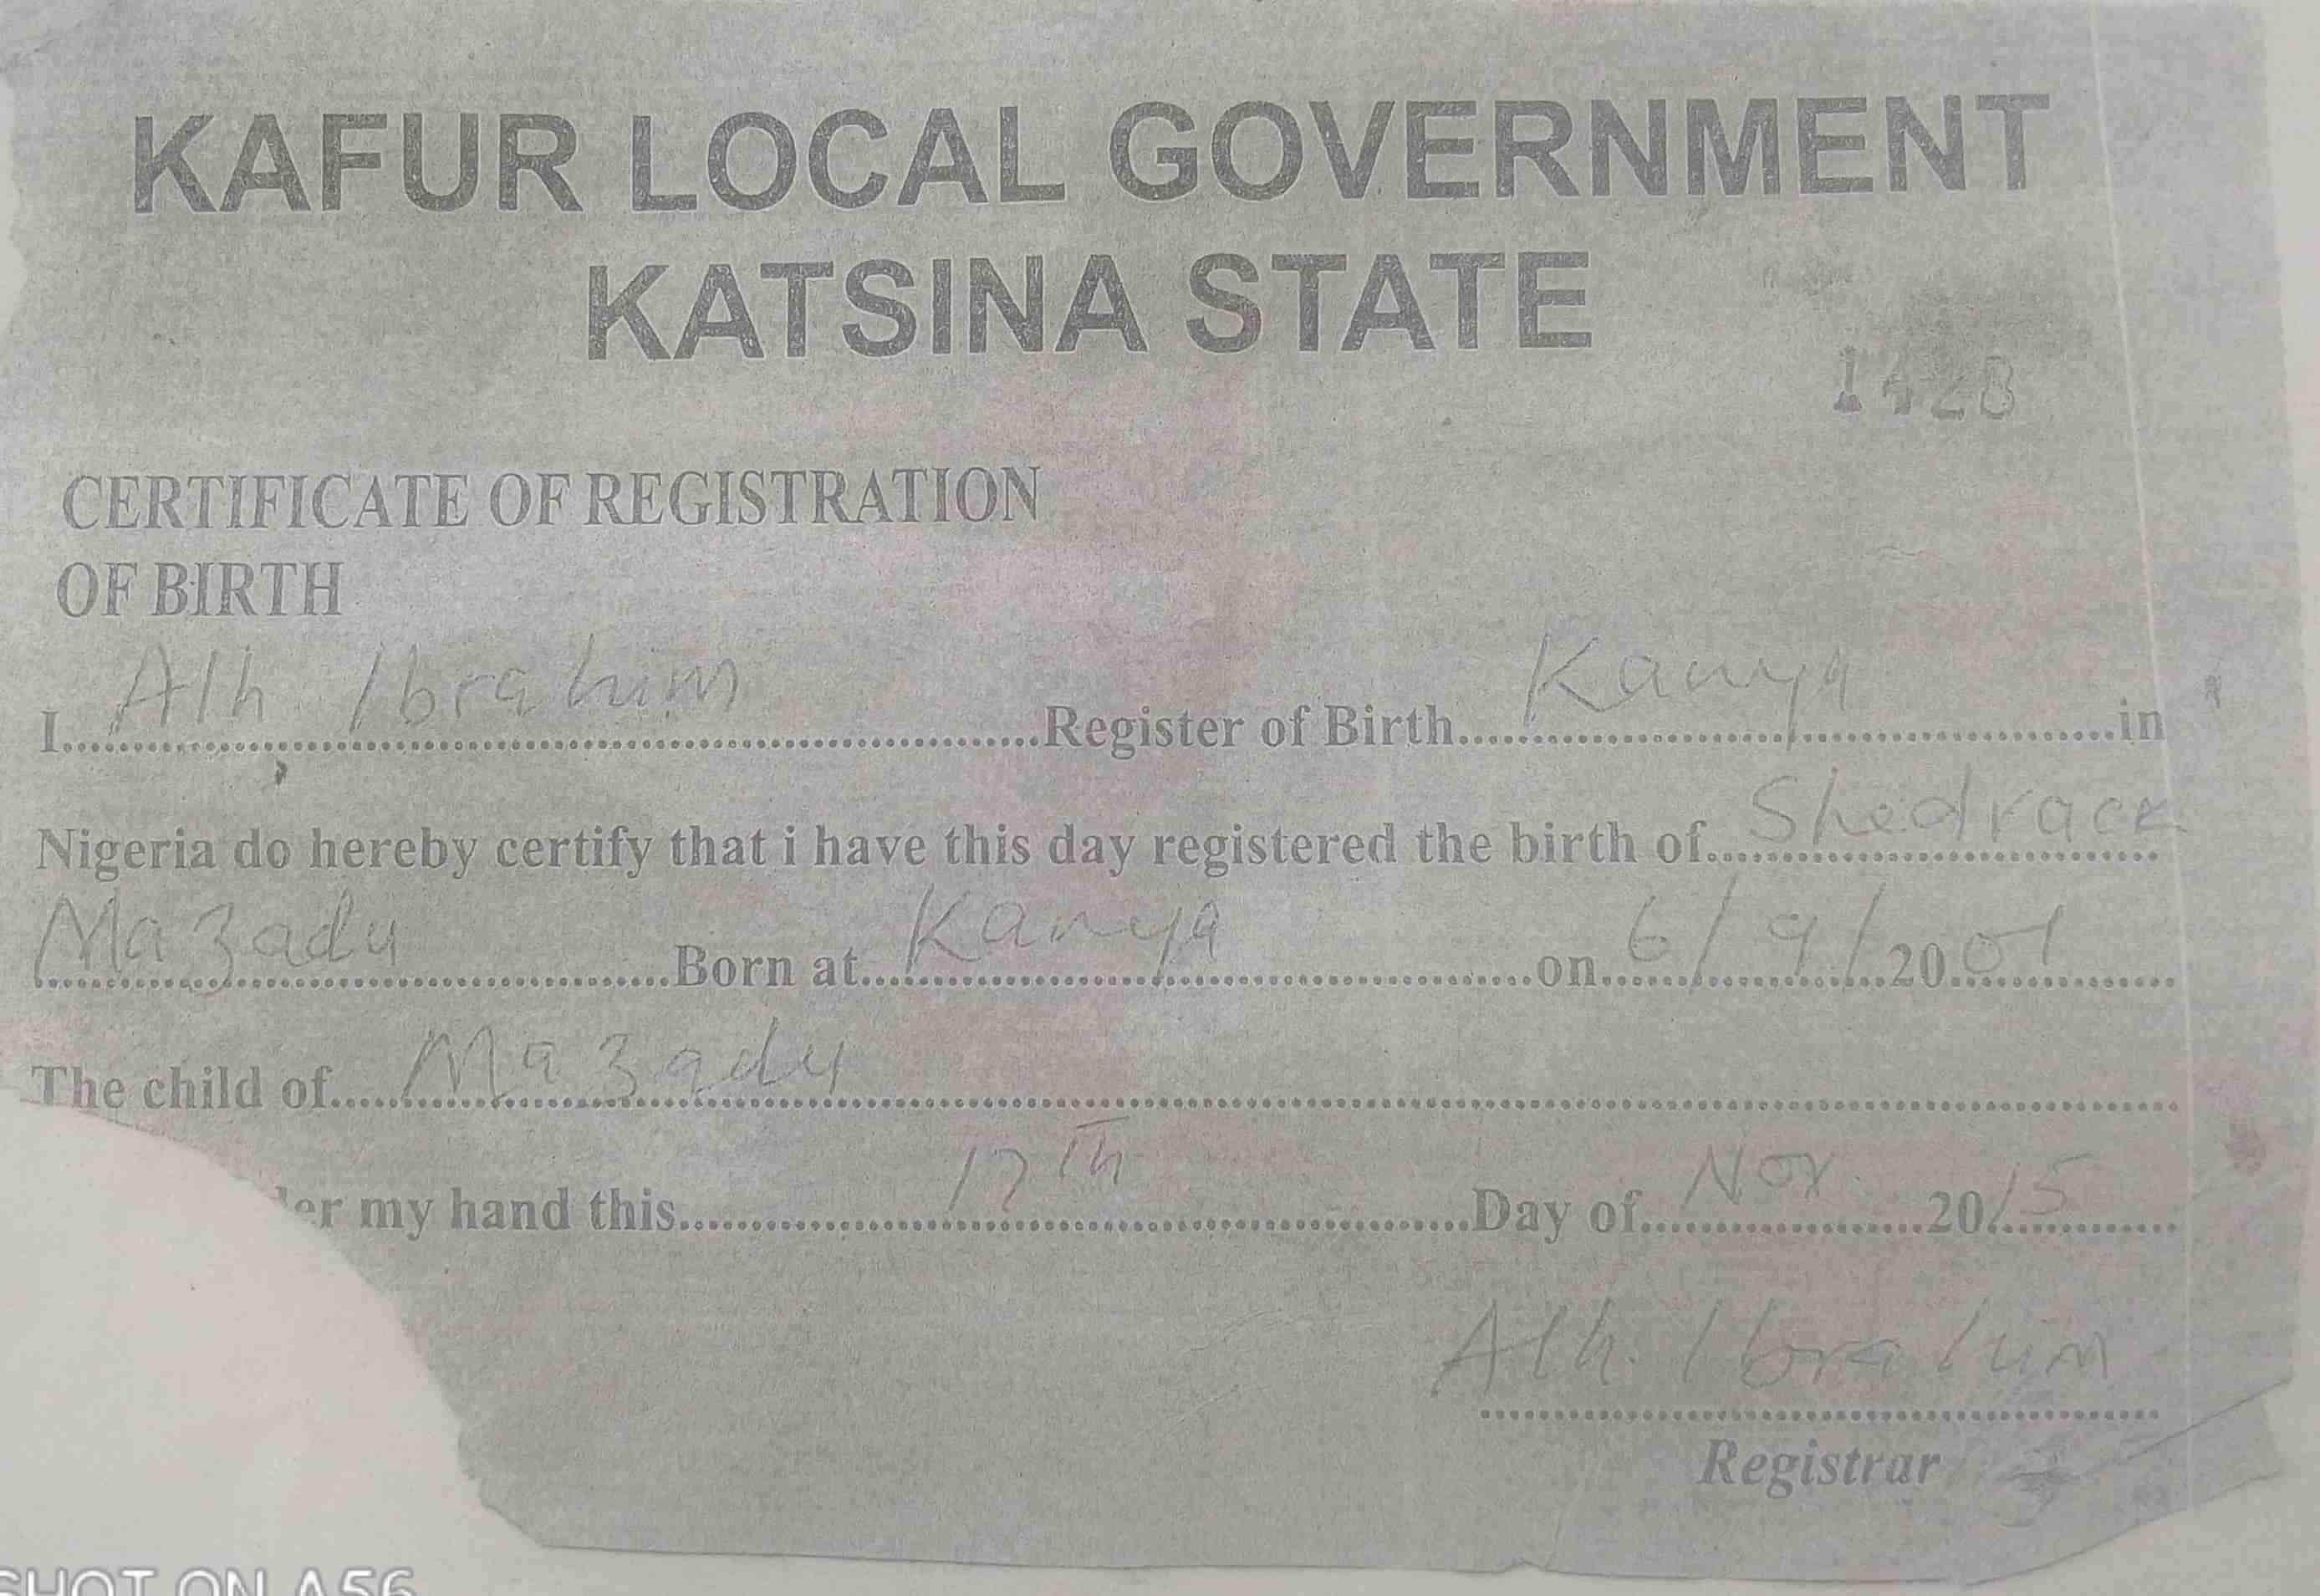 KAFUR LOCAL GOVERNMENT
KATSINA STATE
1428
CERTIFICATE OF REGISTRATION
OF BIRTH
I Alh Ibrahim Register of Birth Kanya in
Nigeria do hereby certify that i have this day registered the birth of Shedrack
Mazadu Born at Kanya on 6/9/2001
The child of Mazadu
er my hand this 17th Day of Nov. 2015
Alh. Ibrahim
Registrar
SHOT ON A56